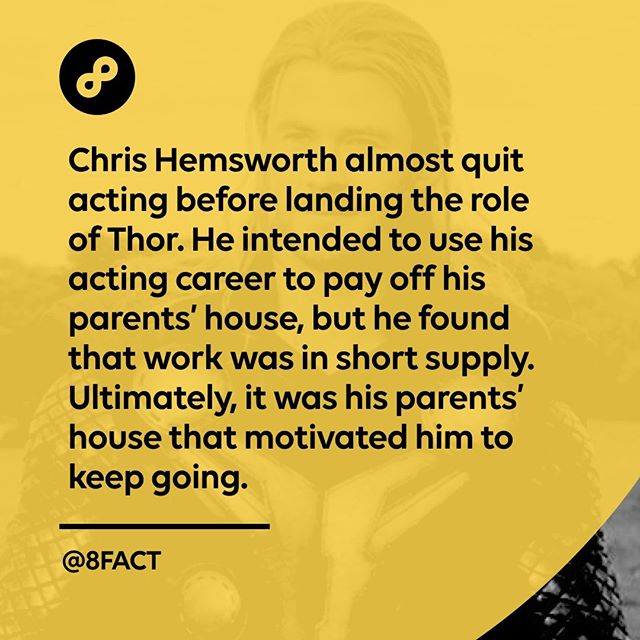 Chris Hemsworth almost quit
acting before landing the role
of Thor. He intended to use his
acting career to pay off his
parents’ house, but he found
that work was in short supply.
Ultimately, it was his parents’
house that motivated him to
keep going.
@8FACT